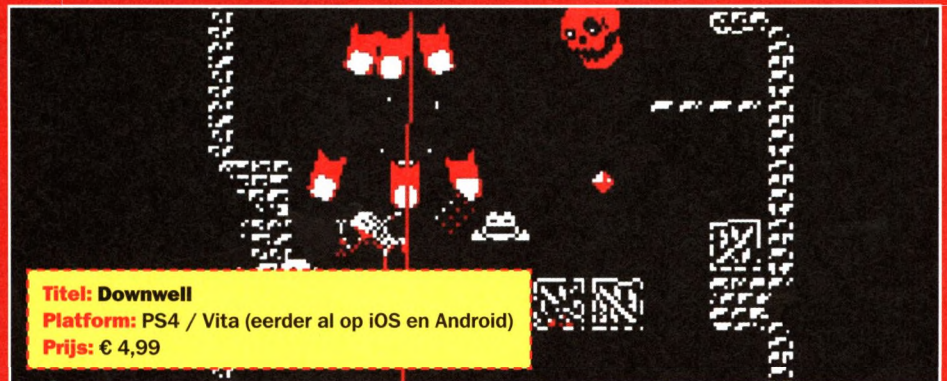 Titel: Downwell
Platform: PS4 / Vita (eerder al op iOS en Android)
Prijs: € 4,99